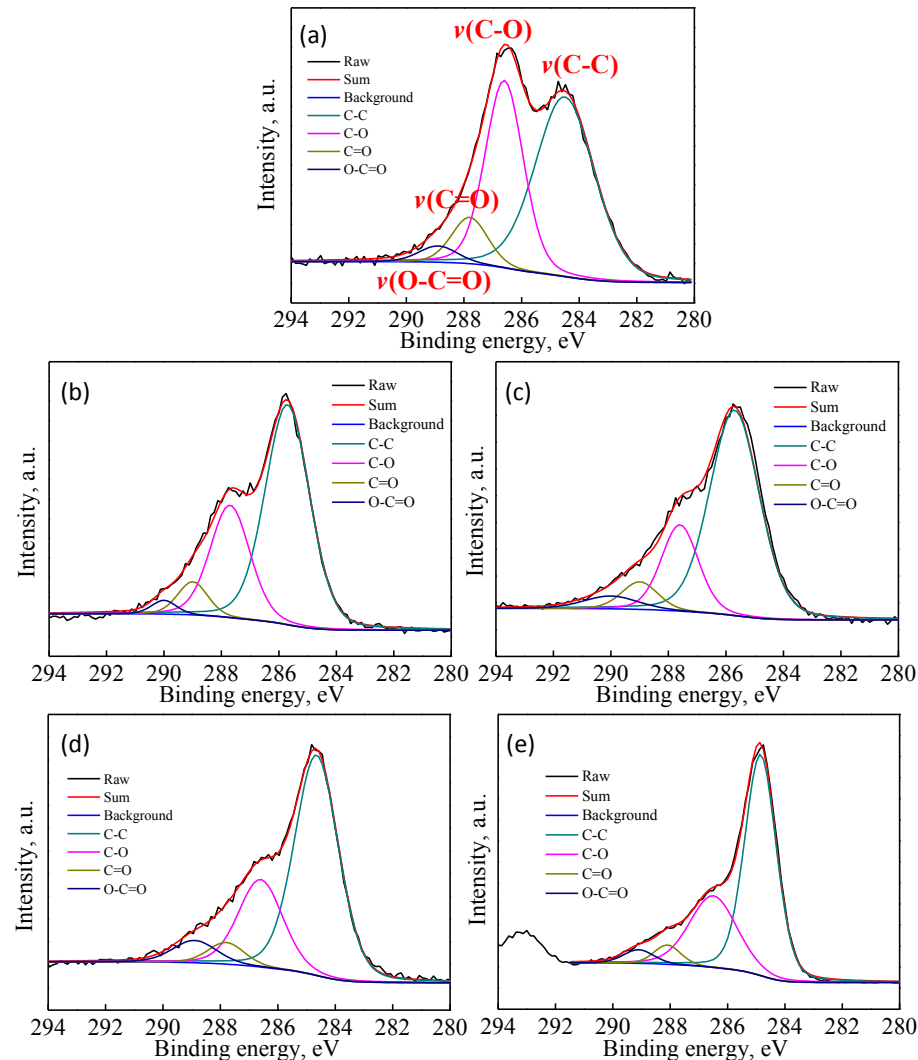 (a)
ν(C-O)
ν(C-C)
ν(C=O)
ν(O-C=O)
Raw
Sum
Background
C-C
C-O
C=O
O-C=O
Intensity, a.u.
294 292 290 288 286 284 282 280
Binding energy, eV
(b)
Raw
Sum
Background
C-C
C-O
C=O
O-C=O
Intensity, a.u.
294 292 290 288 286 284 282 280
Binding energy, eV
(c)
Raw
Sum
Background
C-C
C-O
C=O
O-C=O
Intensity, a.u.
294 292 290 288 286 284 282 280
Binding energy, eV
(d)
Raw
Sum
Background
C-C
C-O
C=O
O-C=O
Intensity, a.u.
294 292 290 288 286 284 282 280
Binding energy, eV
(e)
Raw
Sum
Background
C-C
C-O
C=O
O-C=O
Intensity, a.u.
294 292 290 288 286 284 282 280
Binding energy, eV